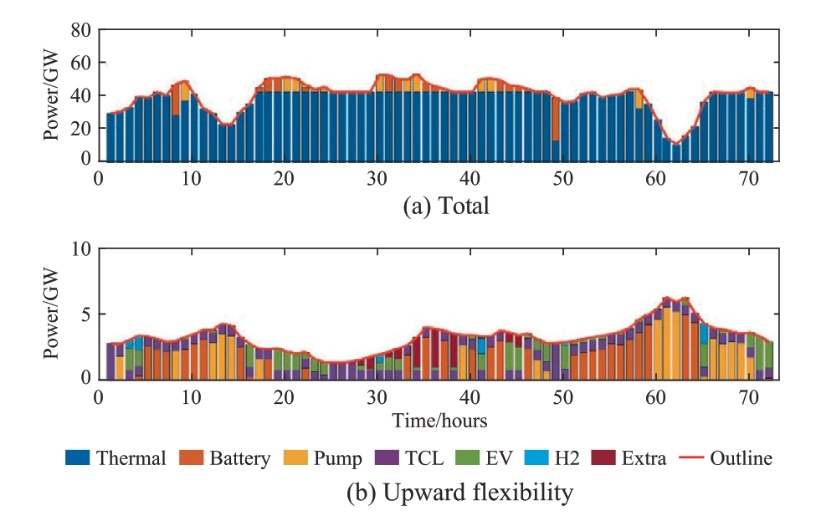 80
60
40
20
0
Power/GW
0 10 20 30 40 50 60 70
(a) Total
10
5
0
Power/GW
0 10 20 30 40 50 60 70
Time/hours
Thermal Battery Pump TCL EV H2 Extra Outline
(b) Upward flexibility